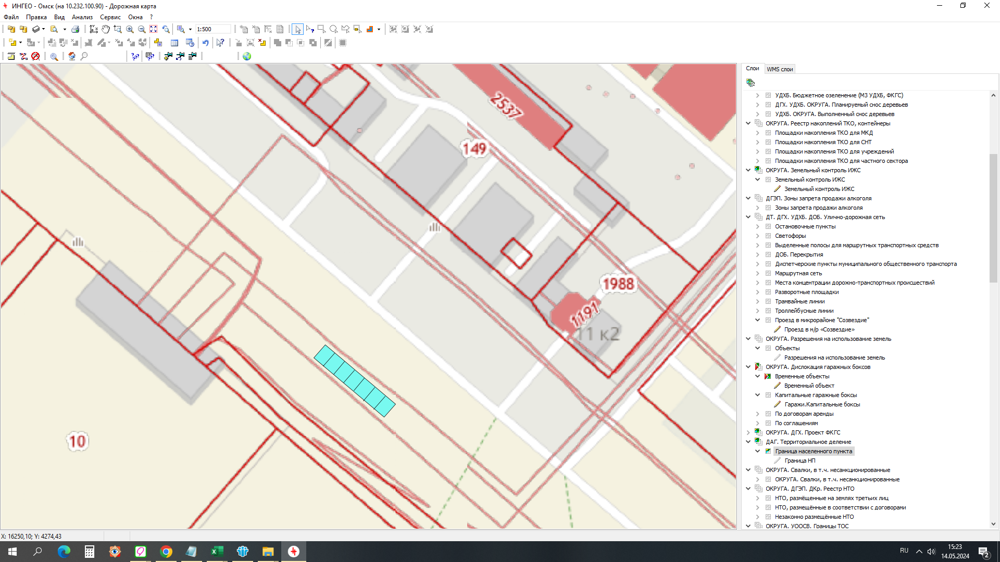 ИНГЕО - Омск (на 10.232.100.90) - Дорожная карта
Файл Правка Вид Анализ Сервис Окна ?
1:500
Слои WMS слои
УДХБ. Бюджетное озеленение (МЗ УДХБ, ФКГС)
ДГХ. УДХБ. ОКРУГА. Планируемый снос деревьев
УДХБ. ОКРУГА. Выполненный снос деревьев
ОКРУГА. Реестр накоплений ТКО, контейнеры
Площадки накопления ТКО для МКД
Площадки накопления ТКО для СНТ
Площадки накопления ТКО для учреждений
Площадки накопления ТКО для частного сектора
ОКРУГА. Земельный контроль ИЖС
Земельный контроль ИЖС
Земельный контроль ИЖС
ДГЭП. Зоны запрета продажи алкоголя
Зоны запрета продажи алкоголя
ДТ. ДГХ. УДХБ. ДОБ. Улично-дорожная сеть
Остановочные пункты
Светофоры
Выделенные полосы для маршрутных транспортных средств
ДОБ. Перекрытия
Диспетчерские пункты муниципального общественного транспорта
Маршрутная сеть
Места концентрации дорожно-транспортных происшествий
Разворотные площадки
Трамвайные линии
Троллейбусные линии
Проезд в микрорайоне "Созвездие"
Проезд в м/р «Созвездие»
ОКРУГА. Разрешения на использование земель
Объекты
Разрешения на использование земель
ОКРУГА. Дислокация гаражных боксов
Временные объекты
Временный объект
Капитальные гаражные боксы
Гаражи.Капитальные боксы
По договорам аренды
По соглашениям
ОКРУГА. ДГХ. Проект ФКГС
ДАГ. Территориальное деление
Граница населенного пункта
Граница НП
ОКРУГА. Свалки, в т.ч. несанкционированные
ОКРУГА. Свалки, в т.ч. несанкционированные
ОКРУГА. ДГЭП. ДКр. Реестр НТО
НТО, размёщенные на землях третьих лиц
НТО, размещённые в соответствии с договорами
Незаконно размещённые НТО
ОКРУГА. УООСВ. Границы ТОС
2537
149
1988
1191
11 к2
10
X: 16250,10; Y: 4274,43
RU
15:23
14.05.2024
2